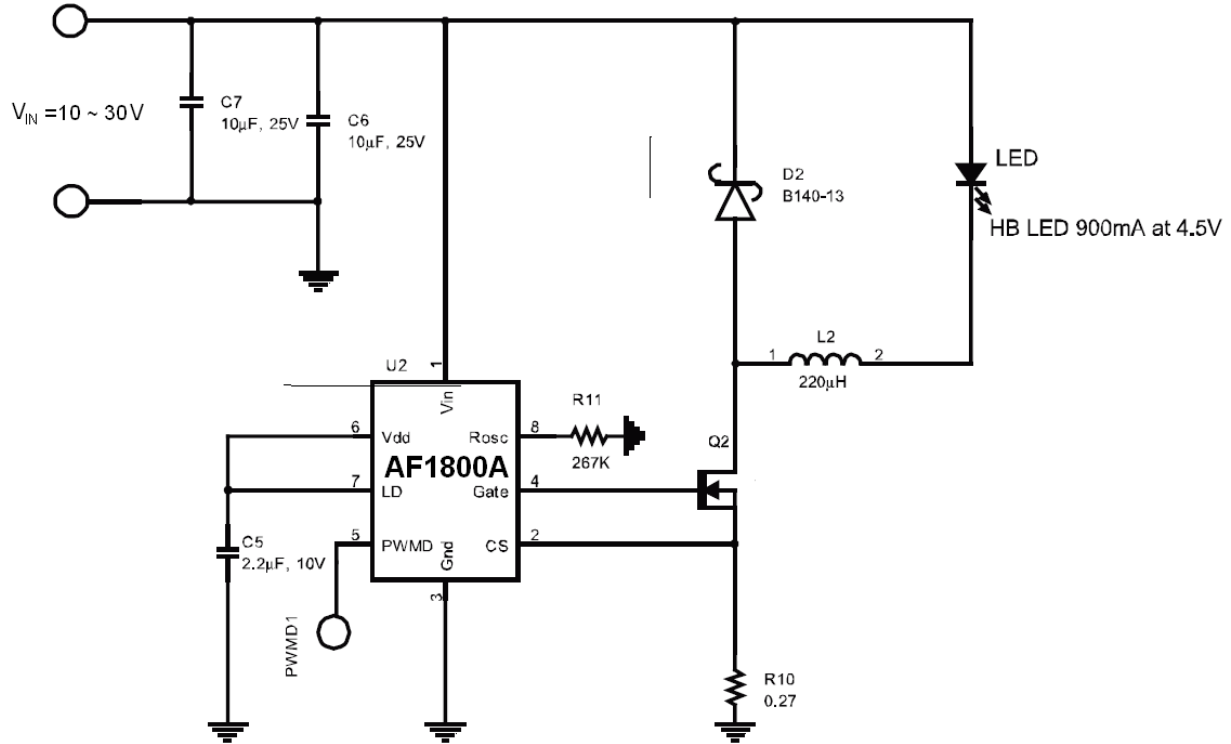 V_IN =10 ~ 30V
C7
10µF, 25V
C6
10µF, 25V
D2
B140-13
LED
HB LED 900mA at 4.5V
L2
1
2
220µH
U2
1
Vin
R11
267K
6
Vdd
Rosc
8
AF1800A
7
LD
Gate
4
Q2
5
PWMD
CS
2
Gnd
3
C5
2.2µF, 10V
PWMD1
R10
0.27